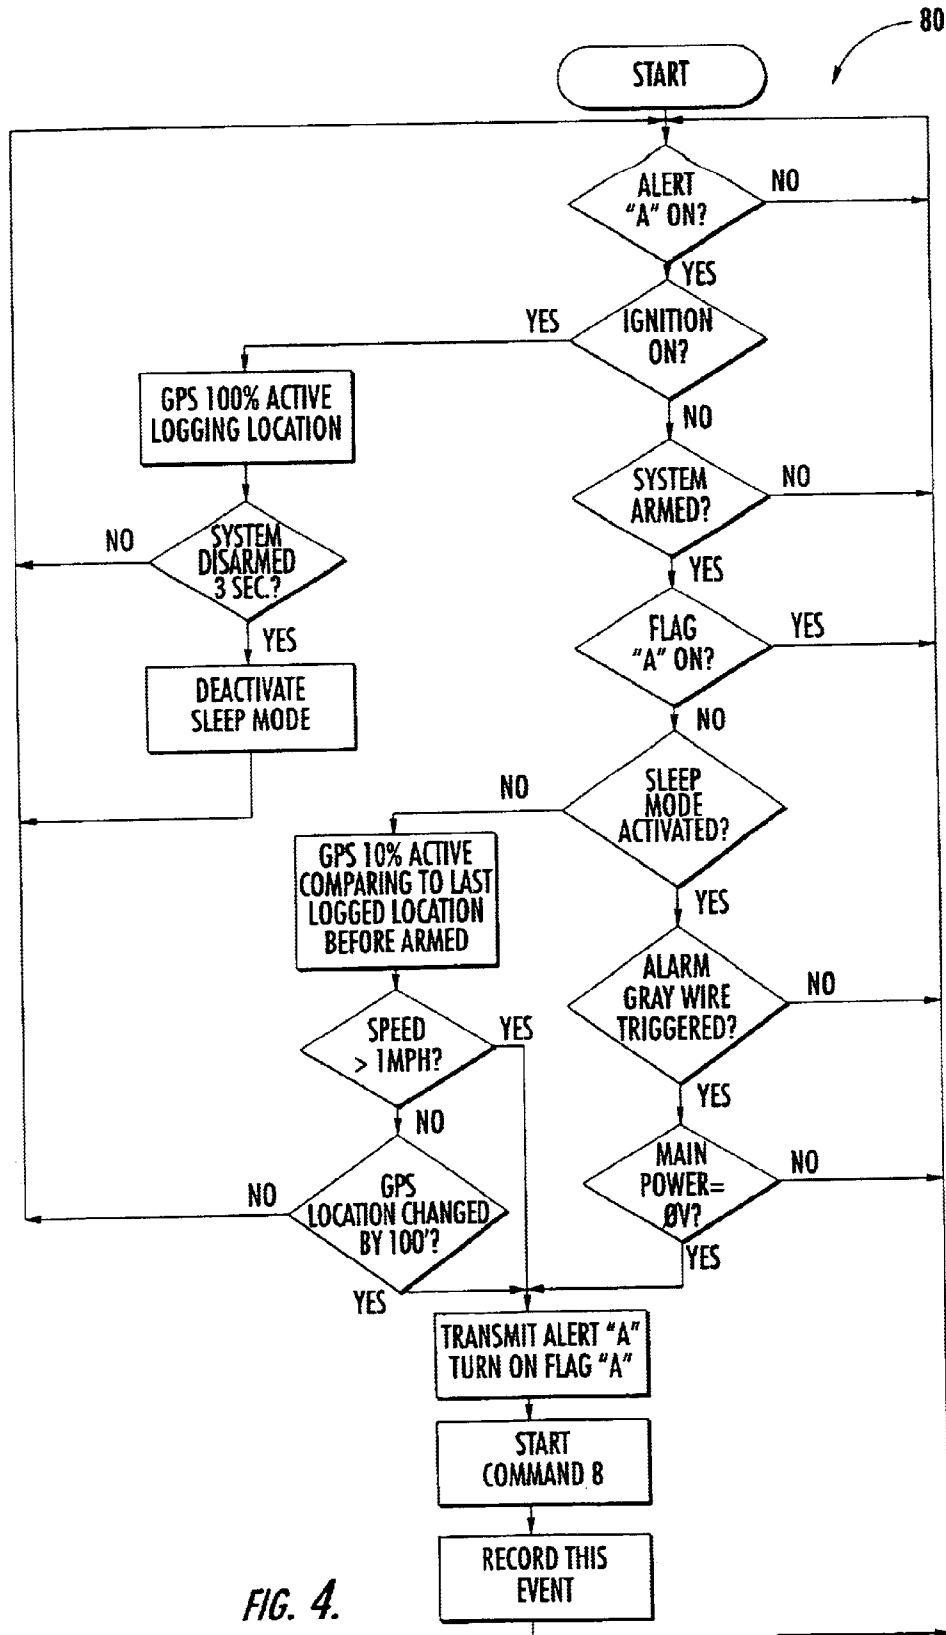 80
START
ALERT
"A" ON?
NO
YES
IGNITION
ON?
YES
NO
GPS 100% ACTIVE
LOGGING LOCATION
SYSTEM
ARMED?
NO
YES
SYSTEM
DISARMED
3 SEC.?
NO
YES
FLAG
"A" ON?
YES
NO
DEACTIVATE
SLEEP MODE
SLEEP
MODE
ACTIVATED?
NO
YES
GPS 10% ACTIVE
COMPARING TO LAST
LOGGED LOCATION
BEFORE ARMED
ALARM
GRAY WIRE
TRIGGERED?
NO
YES
SPEED
> 1MPH?
YES
NO
MAIN
POWER=
ØV?
NO
YES
GPS
LOCATION CHANGED
BY 100'?
NO
YES
TRANSMIT ALERT "A"
TURN ON FLAG "A"
START
COMMAND 8
RECORD THIS
EVENT
FIG. 4.